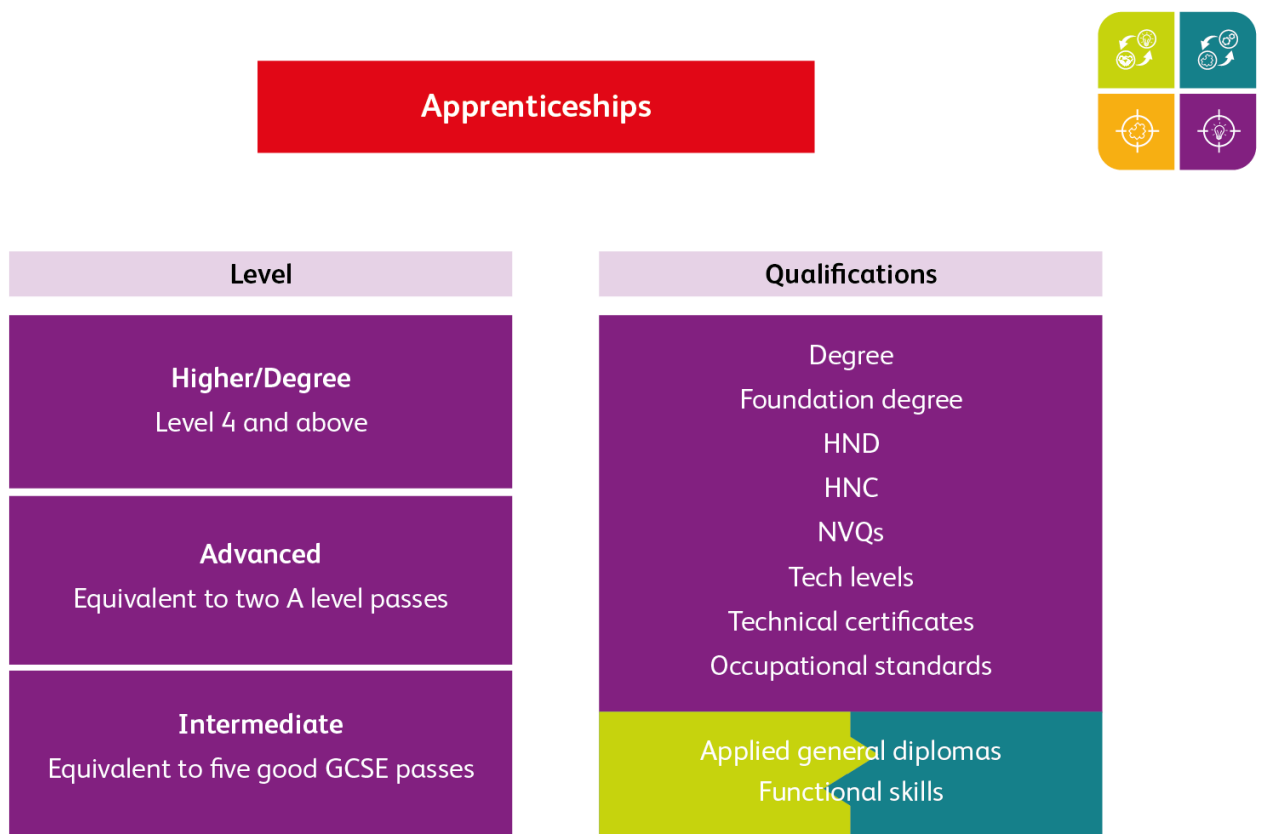 Apprenticeships
Level
Higher/Degree
Level 4 and above
Advanced
Equivalent to two A level passes
Intermediate
Equivalent to five good GCSE passes
Qualifications
Degree
Foundation degree
HND
HNC
NVQs
Tech levels
Technical certificates
Occupational standards
Applied general diplomas
Functional skills